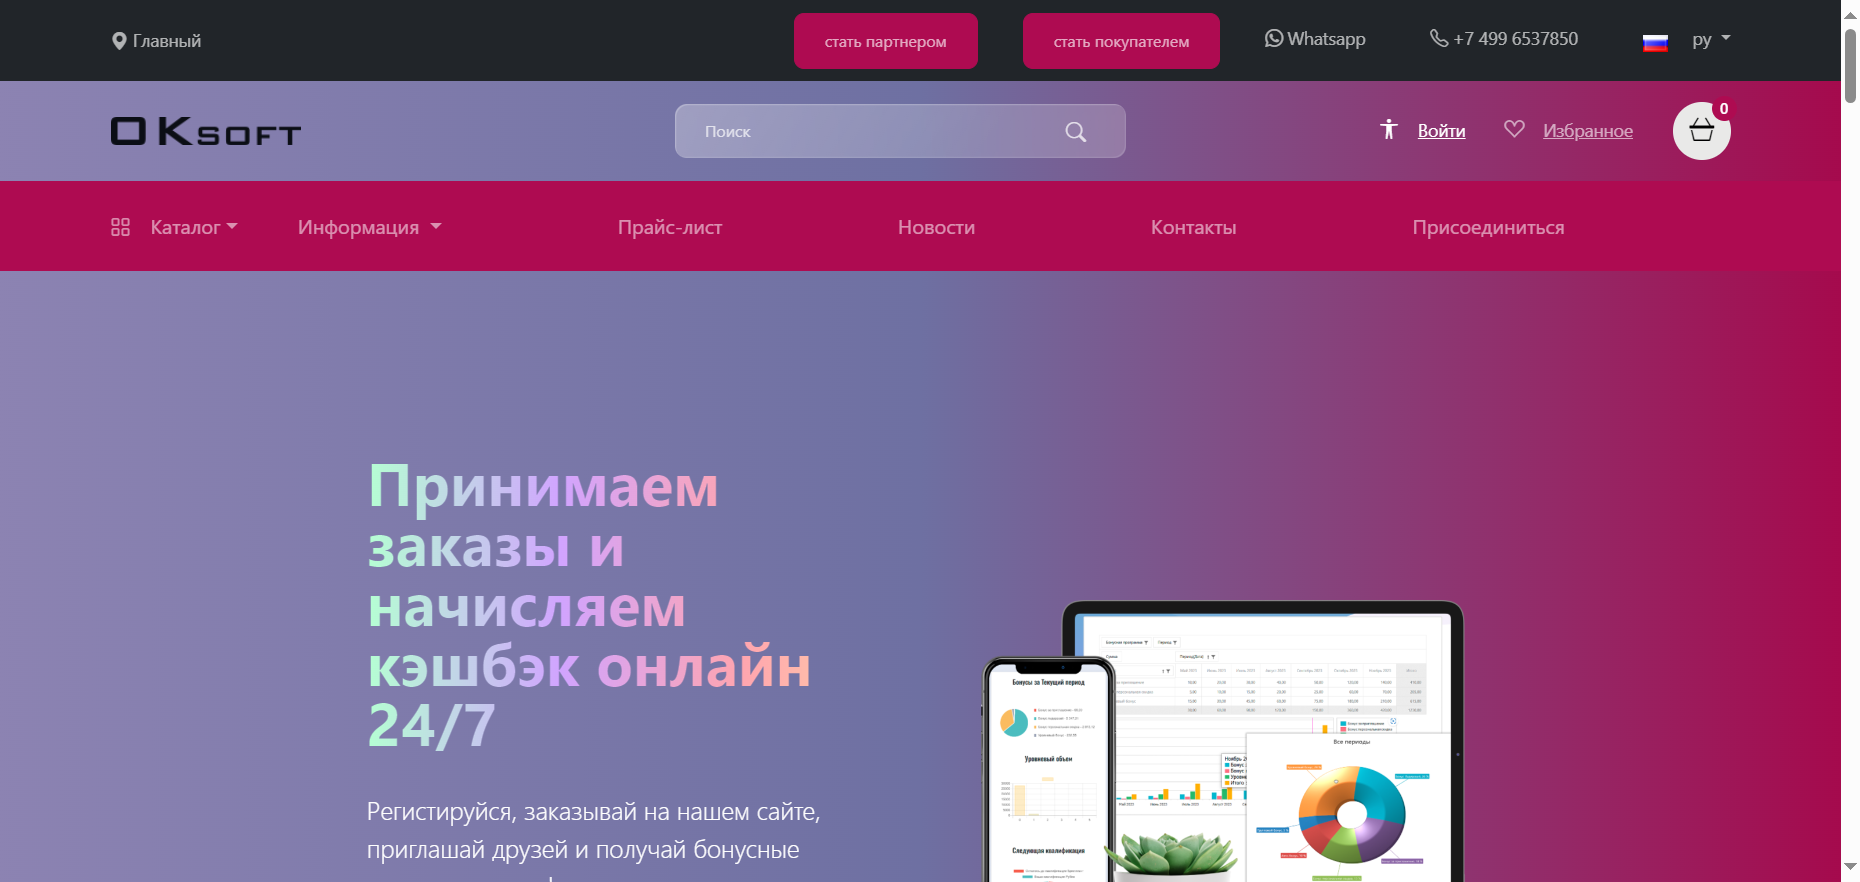 Главный
стать партнером
стать покупателем
Whatsapp
+7 499 6537850
ру
OKSOFT
Поиск
Войти
Избранное
0
Каталог
Информация
Прайс-лист
Новости
Контакты
Присоединиться
Принимаем
заказы и
начисляем
кэшбэк онлайн
24/7
Регистируйся, заказывай на нашем сайте,
приглашай друзей и получай бонусные
Бонусы за Текущий период
Уровневый объем
Следующая квалификация
Все периоды